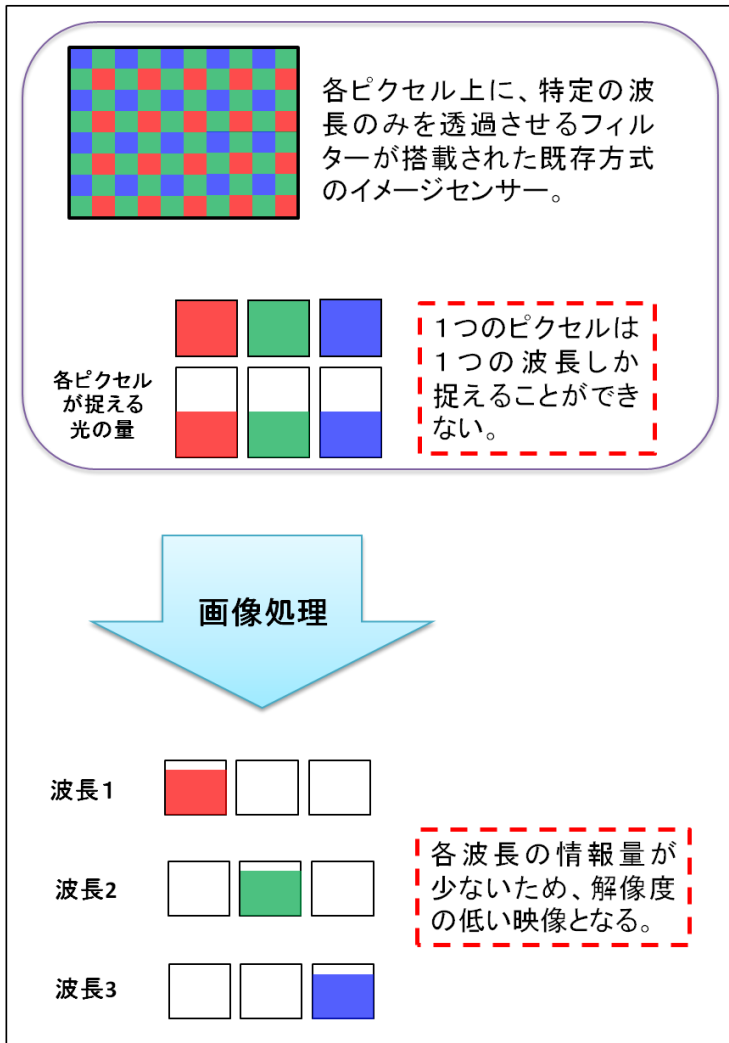 各ピクセル上に、特定の波
長のみを透過させるフィル
ターが搭載された既存方式
のイメージセンサー。
各ピクセル
が捉える
光の量
１つのピクセルは
１つの波長しか
捉えることができ
ない。
画像処理
波長１
波長2
波長3
各波長の情報量が
少ないため、解像度
の低い映像となる。